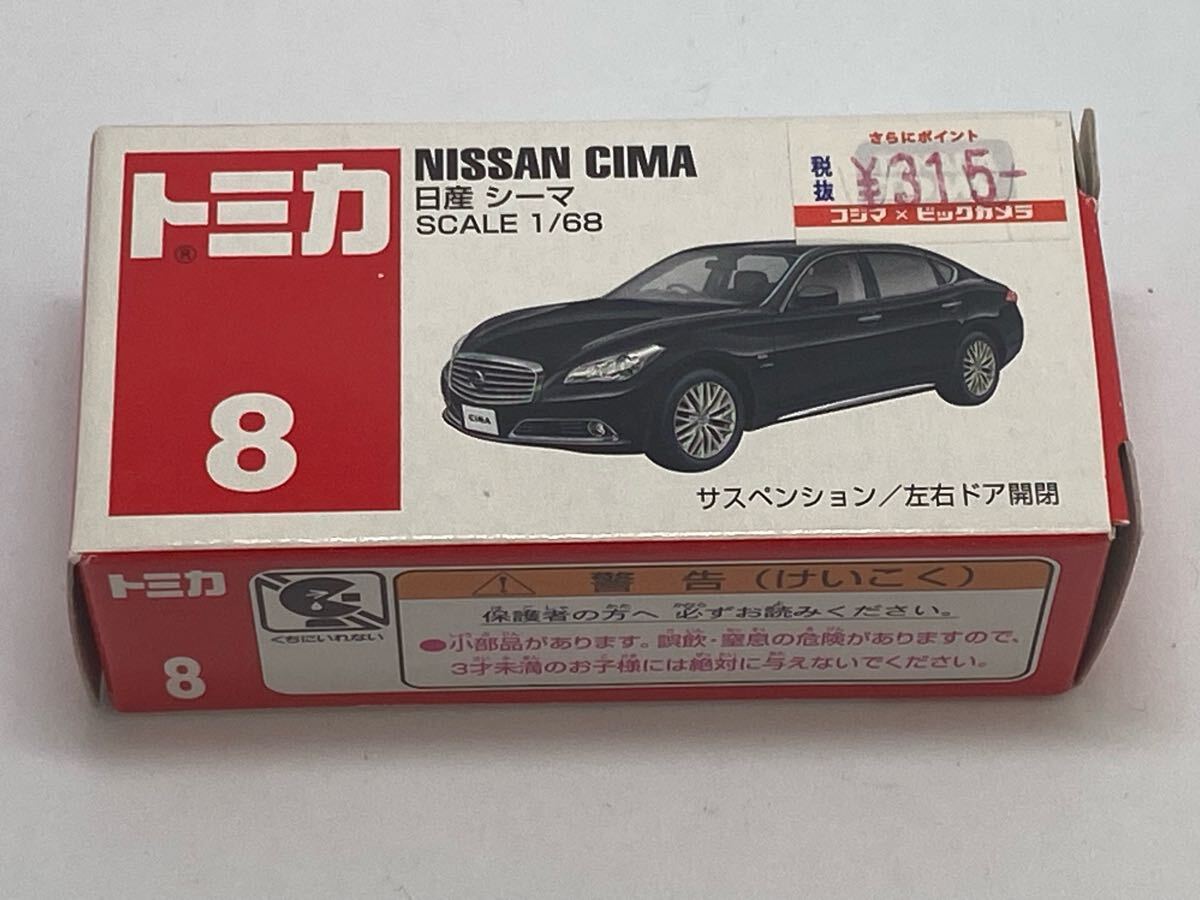 トミカ®
8
NISSAN CIMA
日産 シーマ
SCALE 1/68
さらにポイント
税抜
¥315-
コジマ×ビックカメラ
CIMA
サスペンション/左右ドア開閉
トミカ
8
くちにいれない
警告(けいこく)
保護者の方へ 必ずお読みください。
●小部品があります。誤飲・窒息の危険がありますので、
3才未満のお子様には絶対に与えないでください。